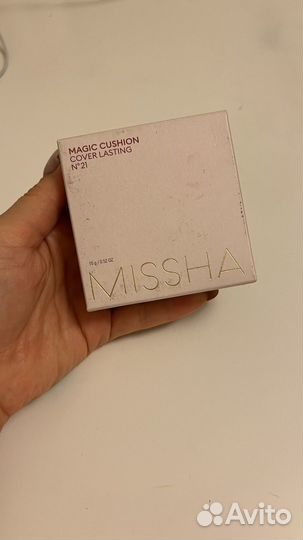 MAGIC CUSHION
COVER LASTING
N°21
15 g / 0.52 OZ
MISSHA
Avito